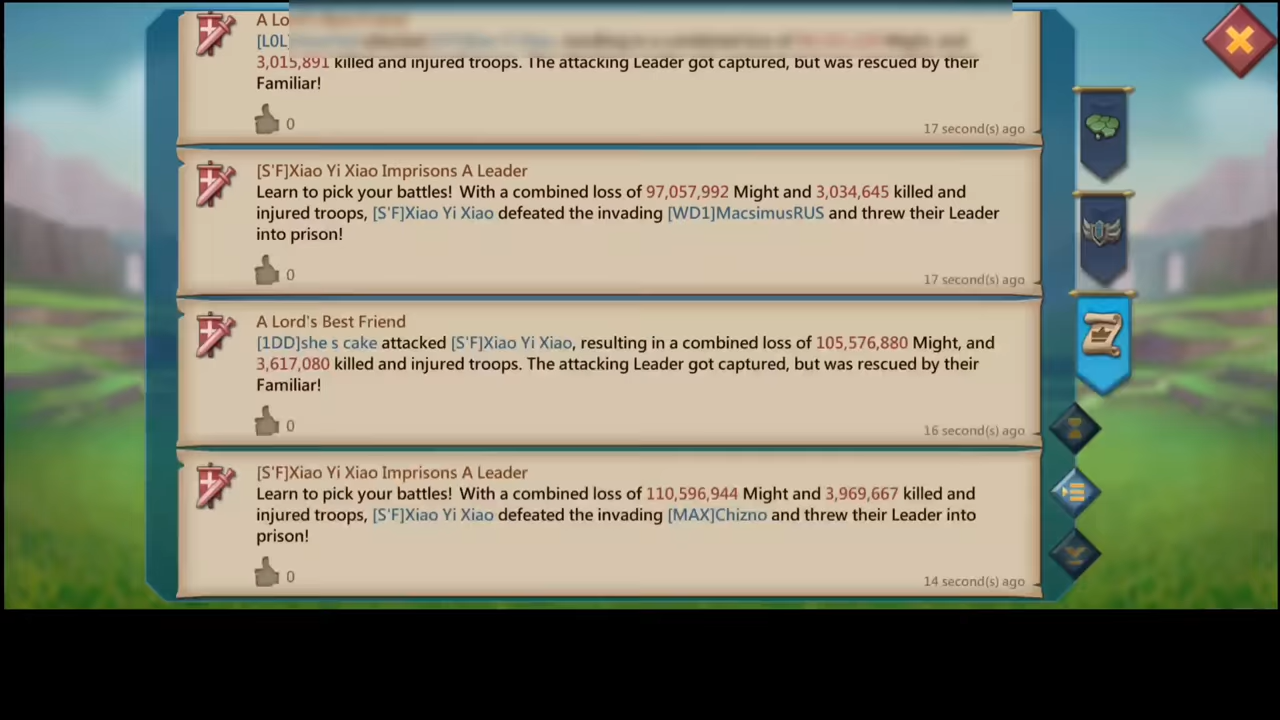 A Lo
[L0L]
3,015,891 killed and injured troops. The attacking Leader got captured, but was rescued by their
Familiar!
0
17 second(s) ago
[S'F]Xiao Yi Xiao Imprisons A Leader
Learn to pick your battles! With a combined loss of 97,057,992 Might and 3,034,645 killed and
injured troops, [S'F]Xiao Yi Xiao defeated the invading [WD1]MacsimusRUS and threw their Leader
into prison!
0
17 second(s) ago
A Lord's Best Friend
[1DD]she s cake attacked [S'F]Xiao Yi Xiao, resulting in a combined loss of 105,576,880 Might, and
3,617,080 killed and injured troops. The attacking Leader got captured, but was rescued by their
Familiar!
0
16 second(s) ago
[S'F]Xiao Yi Xiao Imprisons A Leader
Learn to pick your battles! With a combined loss of 110,596,944 Might and 3,969,667 killed and
injured troops, [S'F]Xiao Yi Xiao defeated the invading [MAX]Chizno and threw their Leader into
prison!
0
14 second(s) ago